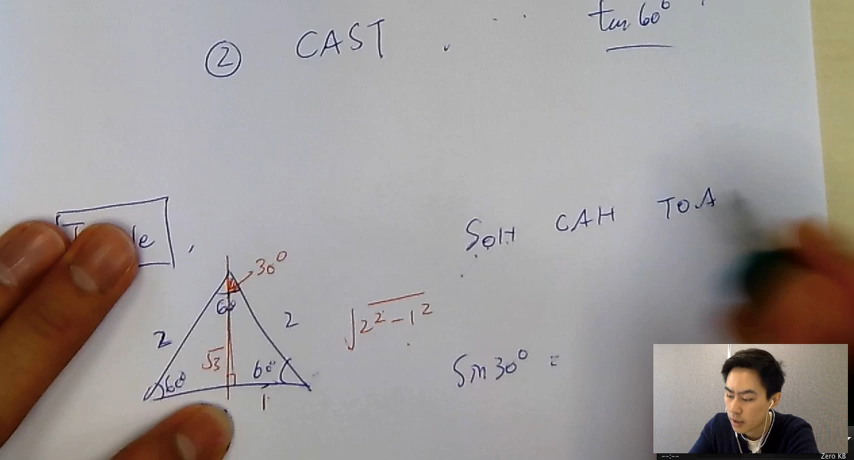 tan 60°
② CAST
SOH CAH TOA
30°
60
2
2
√2² - 1²
√3
60°
60°
1
Sin 30° =
--:--
Zero KB